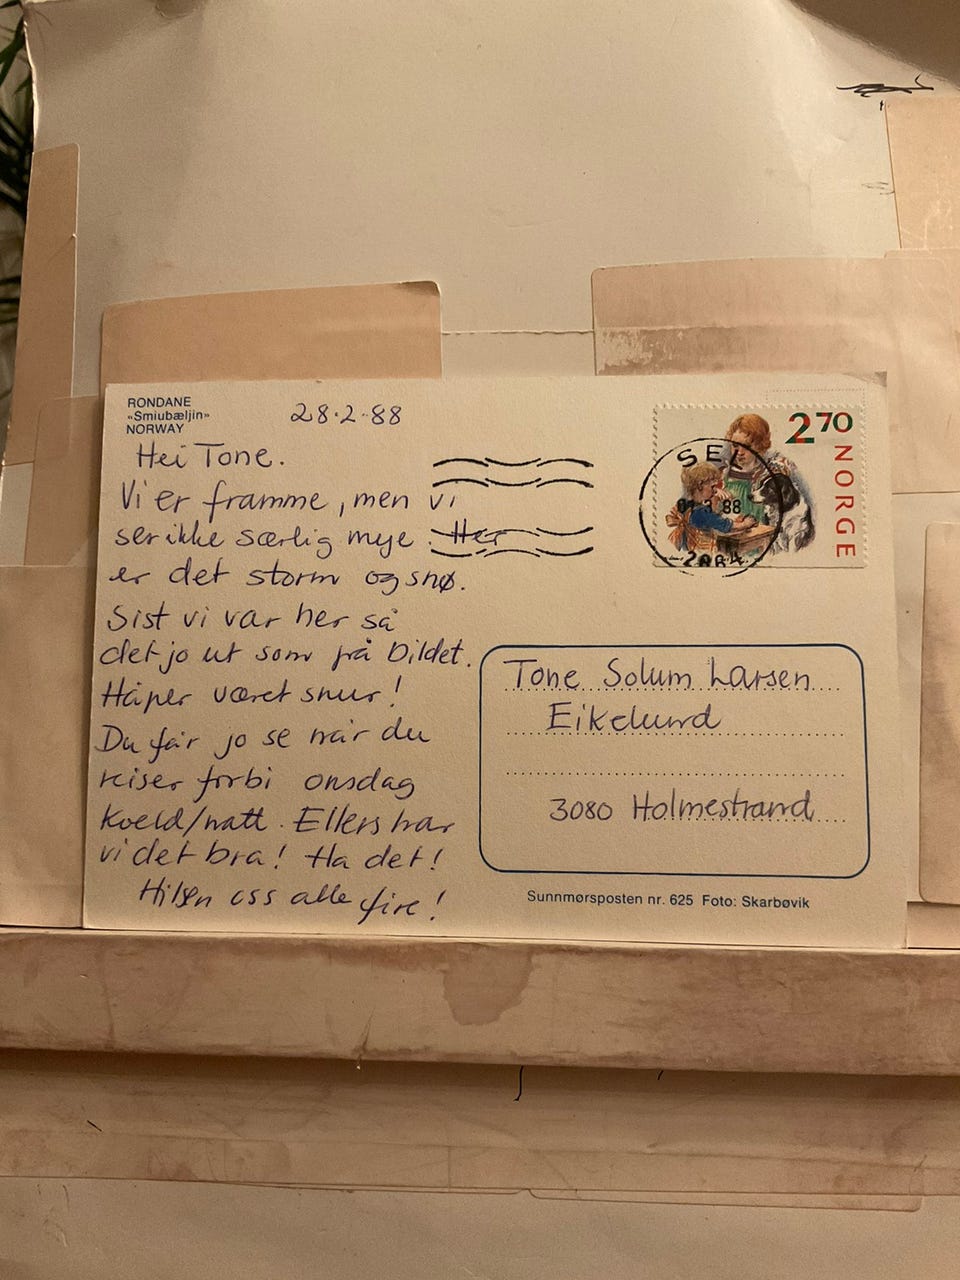 RONDANE
«Smiubæljin»
NORWAY
28.2-88
Hei Tone.
Vi er framme, men vi
ser ikke særlig mye. Her
er det storm og snø.
Sist vi var her så
det jo ut som på bildet.
Håper været snur!
Du får jo se når du
reiser forbi onsdag
kveld/natt. Ellers har
vi det bra! Ha det!
Hilsen oss alle fire!
270
NORGE
SEL
01.3.88
Tone Solum Larsen
Eikelund
3080 Holmestrand
Sunnmørsposten nr. 625 Foto: Skarbøvik